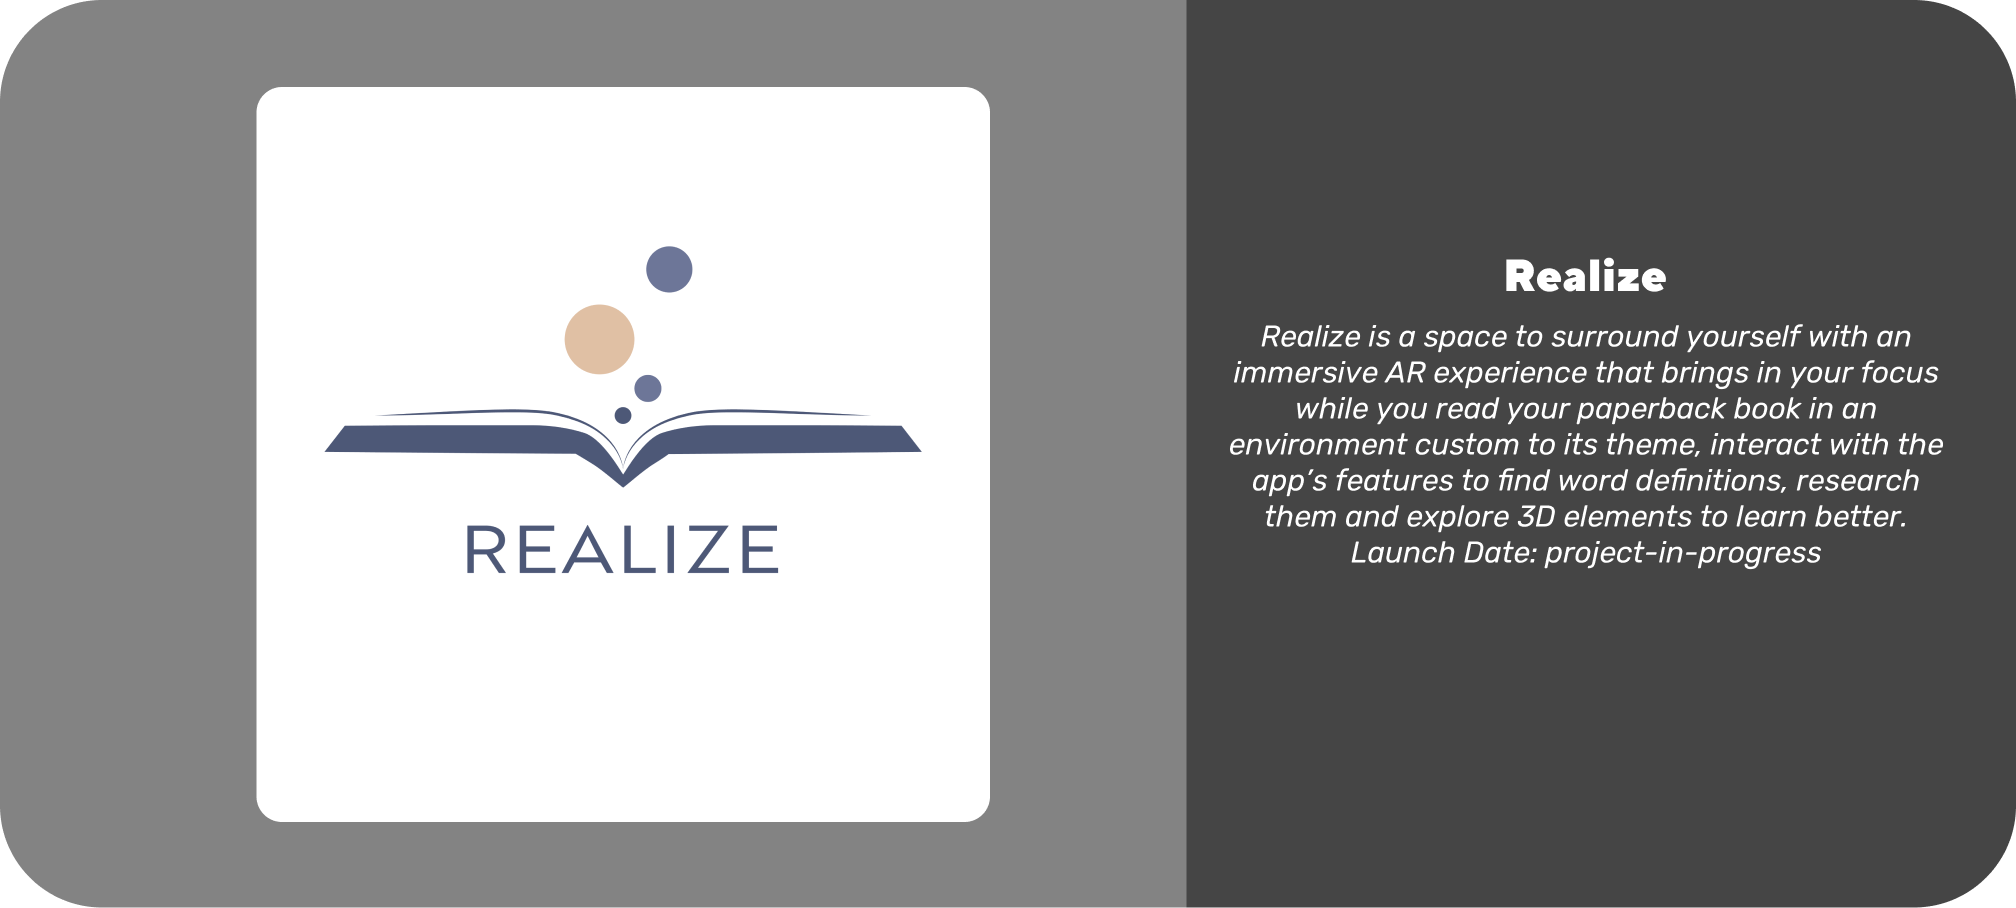 REALIZE
Realize
Realize is a space to surround yourself with an
immersive AR experience that brings in your focus
while you read your paperback book in an
environment custom to its theme, interact with the
app’s features to find word definitions, research
them and explore 3D elements to learn better.
Launch Date: project-in-progress